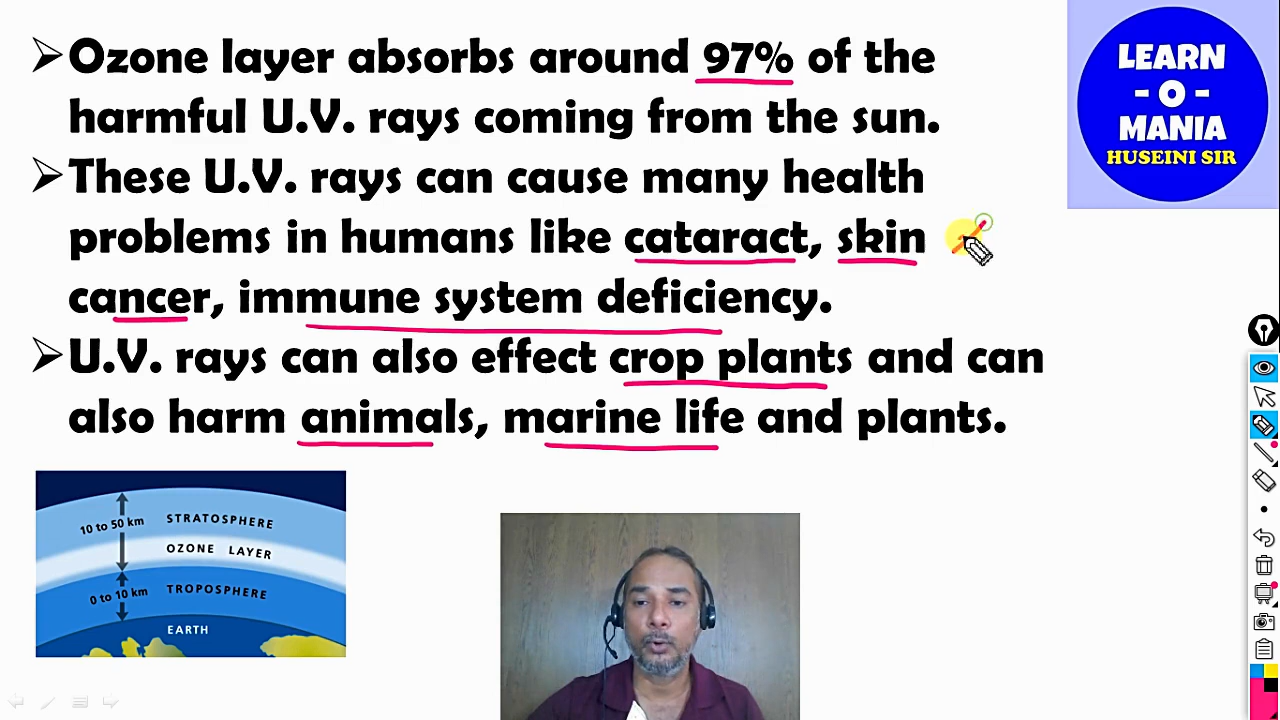 Ozone layer absorbs around 97% of the
harmful U.V. rays coming from the sun.
These U.V. rays can cause many health
problems in humans like cataract, skin
cancer, immune system deficiency.
U.V. rays can also effect crop plants and can
also harm animals, marine life and plants.
LEARN
- O -
MANIA
HUSEINI SIR
10 to 50 km
STRATOSPHERE
OZONE LAYER
0 to 10 km
TROPOSPHERE
EARTH